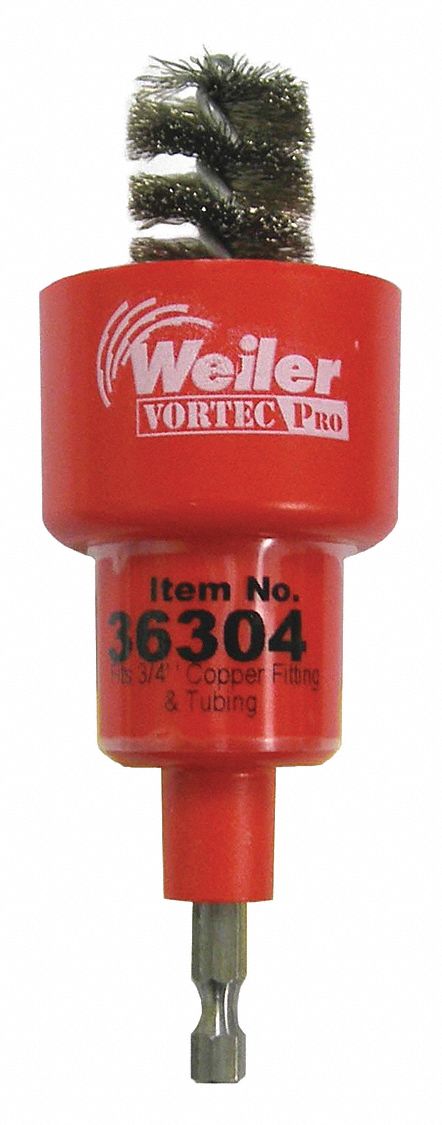 Weiler
VORTEC PRO
Item No.
36304
Fits 3/4'' Copper Fitting
& Tubing